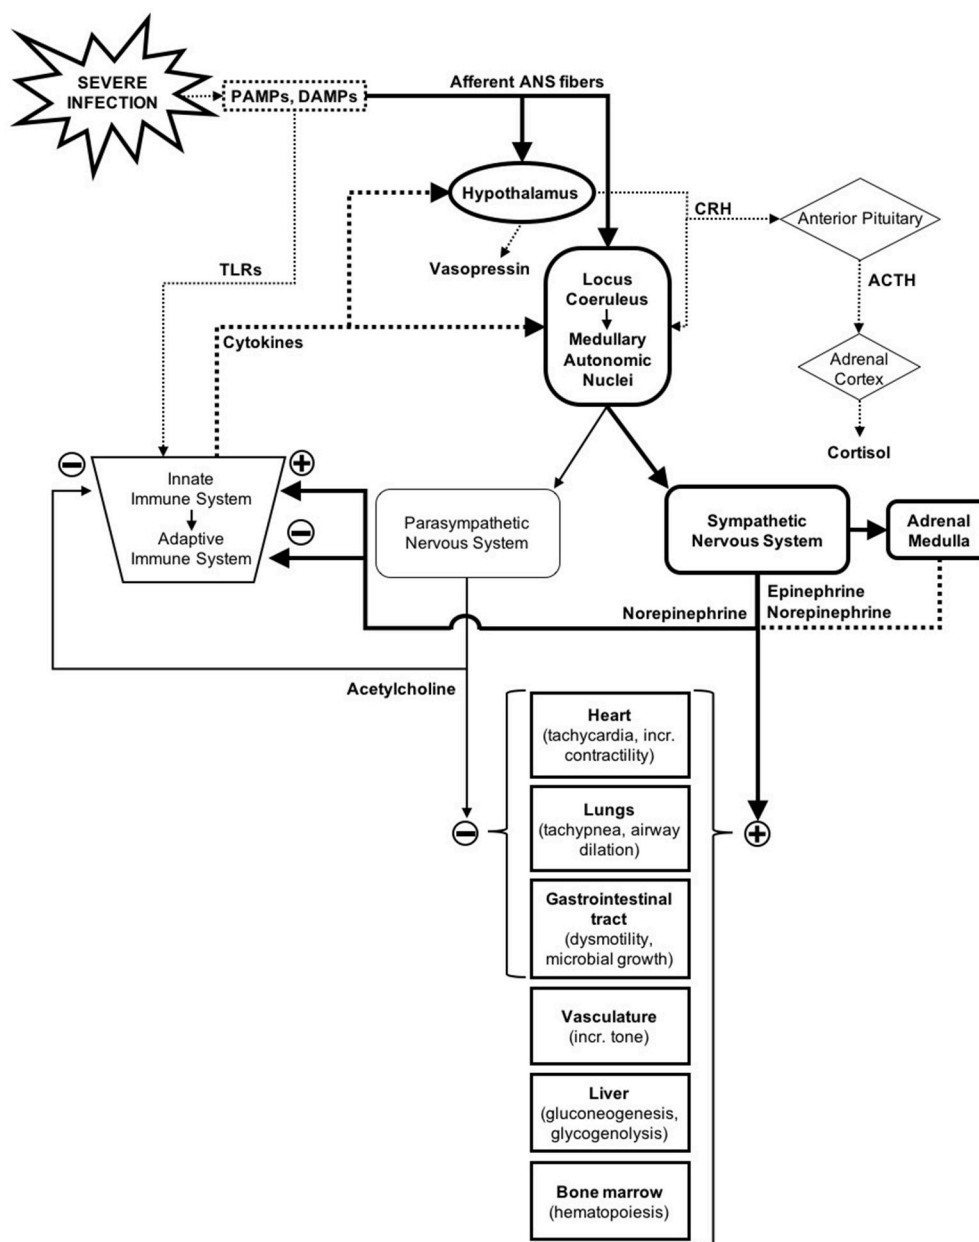 SEVERE
INFECTION
PAMPs, DAMPs
Afferent ANS fibers
Hypothalamus
CRH
Anterior Pituitary
Vasopressin
TLRs
Locus
Coeruleus
Medullary
Autonomic
Nuclei
ACTH
Cytokines
Adrenal
Cortex
Cortisol
Innate
Immune System
Adaptive
Immune System
Parasympathetic
Nervous System
Sympathetic
Nervous System
Adrenal
Medulla
Norepinephrine
Epinephrine
Norepinephrine
Acetylcholine
Heart
(tachycardia, incr.
contractility)
Lungs
(tachypnea, airway
dilation)
Gastrointestinal
tract
(dysmotility,
microbial growth)
Vasculature
(incr. tone)
Liver
(gluconeogenesis,
glycogenolysis)
Bone marrow
(hematopoiesis)